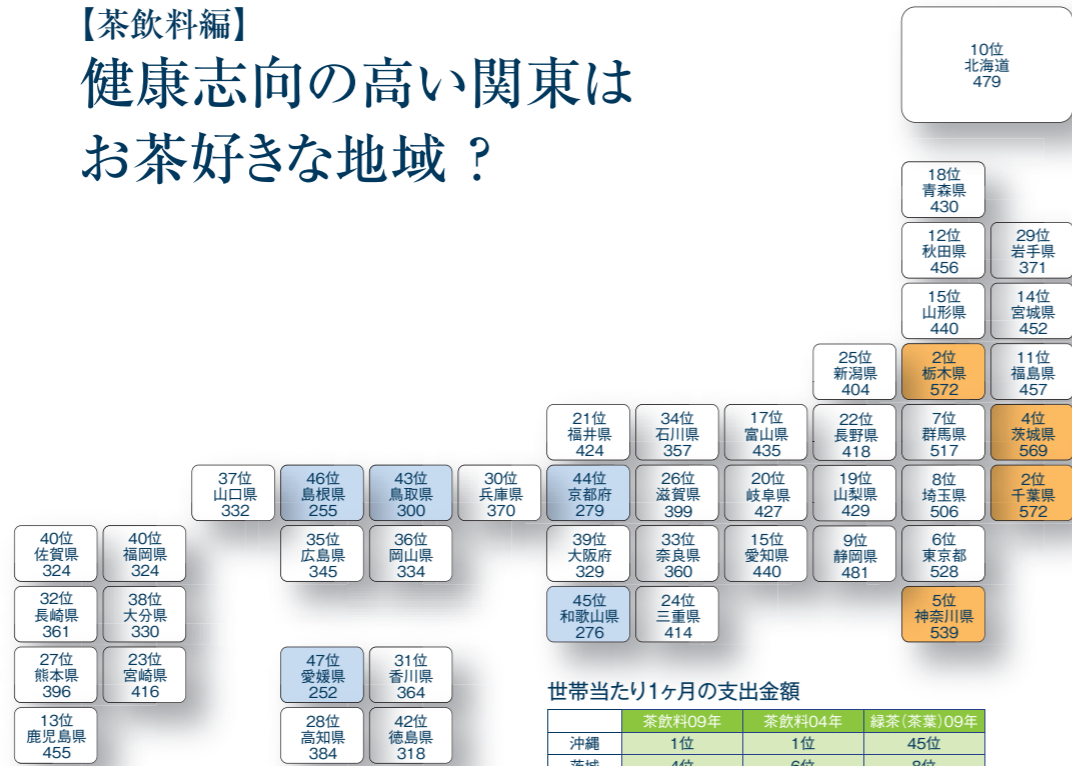 【茶飲料編】
健康志向の高い関東は
お茶好きな地域？
10位
北海道
479
18位
青森県
430
12位
秋田県
456
29位
岩手県
371
15位
山形県
440
14位
宮城県
452
25位
新潟県
404
2位
栃木県
572
11位
福島県
457
21位
福井県
424
34位
石川県
357
17位
富山県
435
22位
長野県
418
7位
群馬県
517
4位
茨城県
569
37位
山口県
332
46位
島根県
255
43位
鳥取県
300
30位
兵庫県
370
44位
京都府
279
26位
滋賀県
399
20位
岐阜県
427
19位
山梨県
429
8位
埼玉県
506
2位
千葉県
572
40位
佐賀県
324
40位
福岡県
324
35位
広島県
345
36位
岡山県
334
39位
大阪府
329
33位
奈良県
360
15位
愛知県
440
9位
静岡県
481
6位
東京都
528
32位
長崎県
361
38位
大分県
330
45位
和歌山県
276
24位
三重県
414
5位
神奈川県
539
27位
熊本県
396
23位
宮崎県
416
47位
愛媛県
252
31位
香川県
364
13位
鹿児島県
455
28位
高知県
384
42位
徳島県
318
世帯当たり1ヶ月の支出金額
茶飲料09年 茶飲料04年 緑茶(茶葉)09年
沖縄 1位 1位 45位
茨城 4位 6位 8位